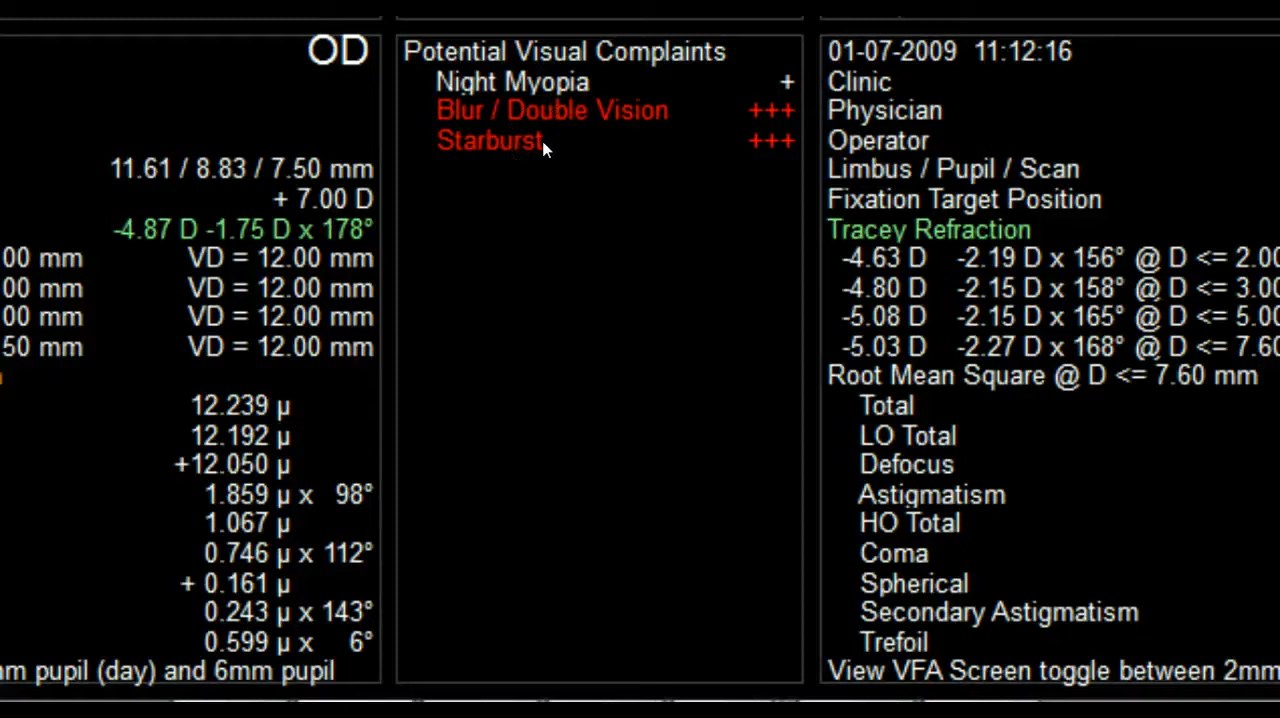 OD
11.61 / 8.83 / 7.50 mm
+ 7.00 D
-4.87 D -1.75 D x 178°
00 mm VD = 12.00 mm
00 mm VD = 12.00 mm
00 mm VD = 12.00 mm
50 mm VD = 12.00 mm
12.239 µ
12.192 µ
+12.050 µ
1.859 µ x 98°
1.067 µ
0.746 µ x 112°
+ 0.161 µ
0.243 µ x 143°
0.599 µ x 6°
pupil (day) and 6mm pupil
Potential Visual Complaints
Night Myopia +
Blur / Double Vision +++
Starburst +++
01-07-2009 11:12:16
Clinic
Physician
Operator
Limbus / Pupil / Scan
Fixation Target Position
Tracey Refraction
-4.63 D -2.19 D x 156° @ D <= 2.00
-4.80 D -2.15 D x 158° @ D <= 3.00
-5.08 D -2.15 D x 165° @ D <= 5.00
-5.03 D -2.27 D x 168° @ D <= 7.60
Root Mean Square @ D <= 7.60 mm
Total
LO Total
Defocus
Astigmatism
HO Total
Coma
Spherical
Secondary Astigmatism
Trefoil
View VFA Screen toggle between 2mm